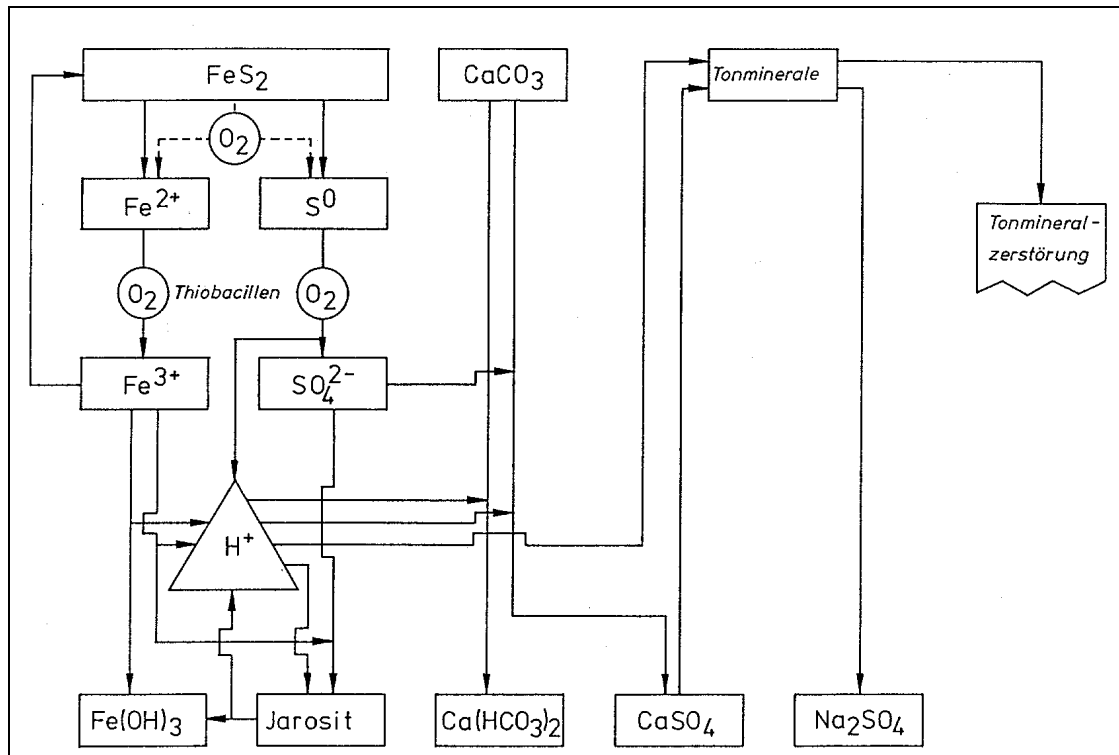 FeS₂
CaCO₃
Tonminerale
O₂
Fe²⁺
S⁰
Tonmineral-
zerstörung
O₂
Thiobacillen
O₂
Fe³⁺
SO₄²⁻
H⁺
Fe(OH)₃
Jarosit
Ca(HCO₃)₂
CaSO₄
Na₂SO₄